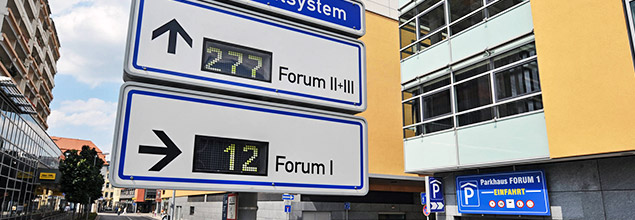 system
277 Forum II+III
12 Forum I
P Parkhaus FORUM 1
EINFAHRT
P